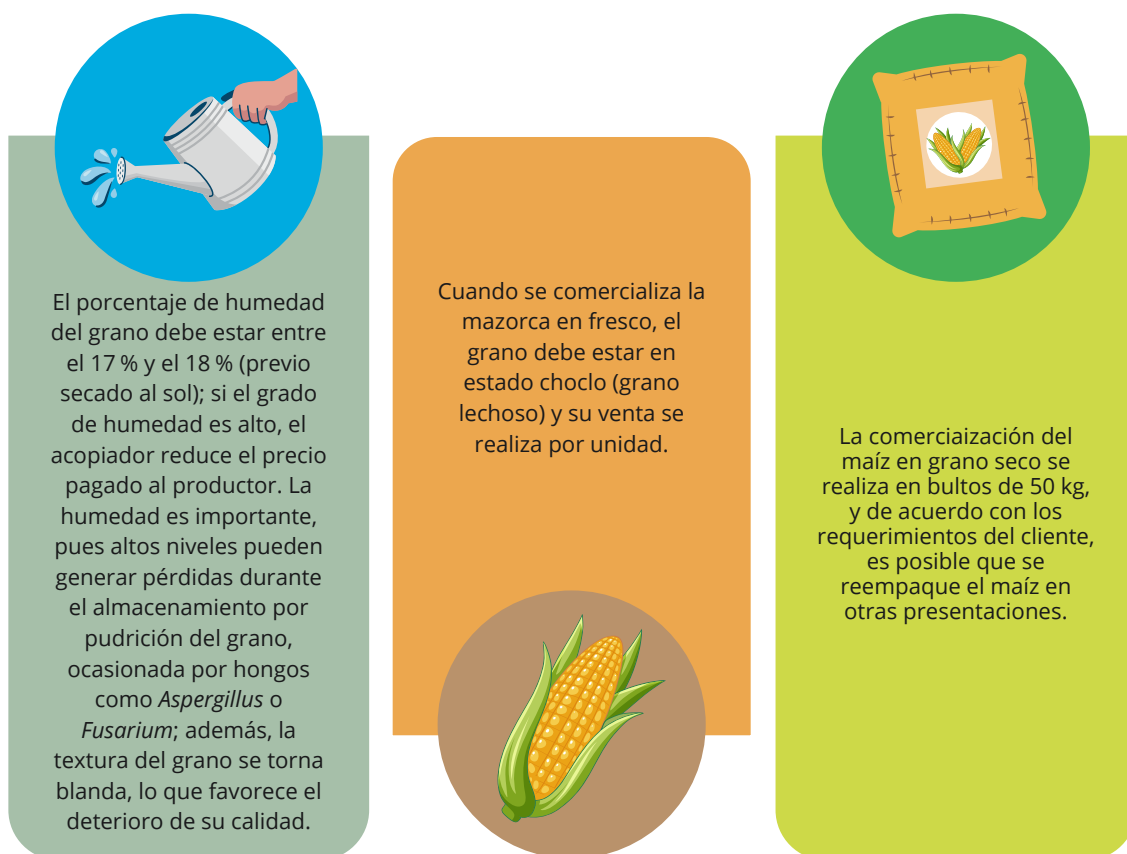 El porcentaje de humedad
del grano debe estar entre
el 17 % y el 18 % (previo
secado al sol); si el grado
de humedad es alto, el
acopiador reduce el precio
pagado al productor. La
humedad es importante,
pues altos niveles pueden
generar pérdidas durante
el almacenamiento por
pudrición del grano,
ocasionada por hongos
como Aspergillus o
Fusarium; además, la
textura del grano se torna
blanda, lo que favorece el
deterioro de su calidad.
Cuando se comercializa la
mazorca en fresco, el
grano debe estar en
estado choclo (grano
lechoso) y su venta se
realiza por unidad.
La comerciaización del
maíz en grano seco se
realiza en bultos de 50 kg,
y de acuerdo con los
requerimientos del cliente,
es posible que se
reempaque el maíz en
otras presentaciones.